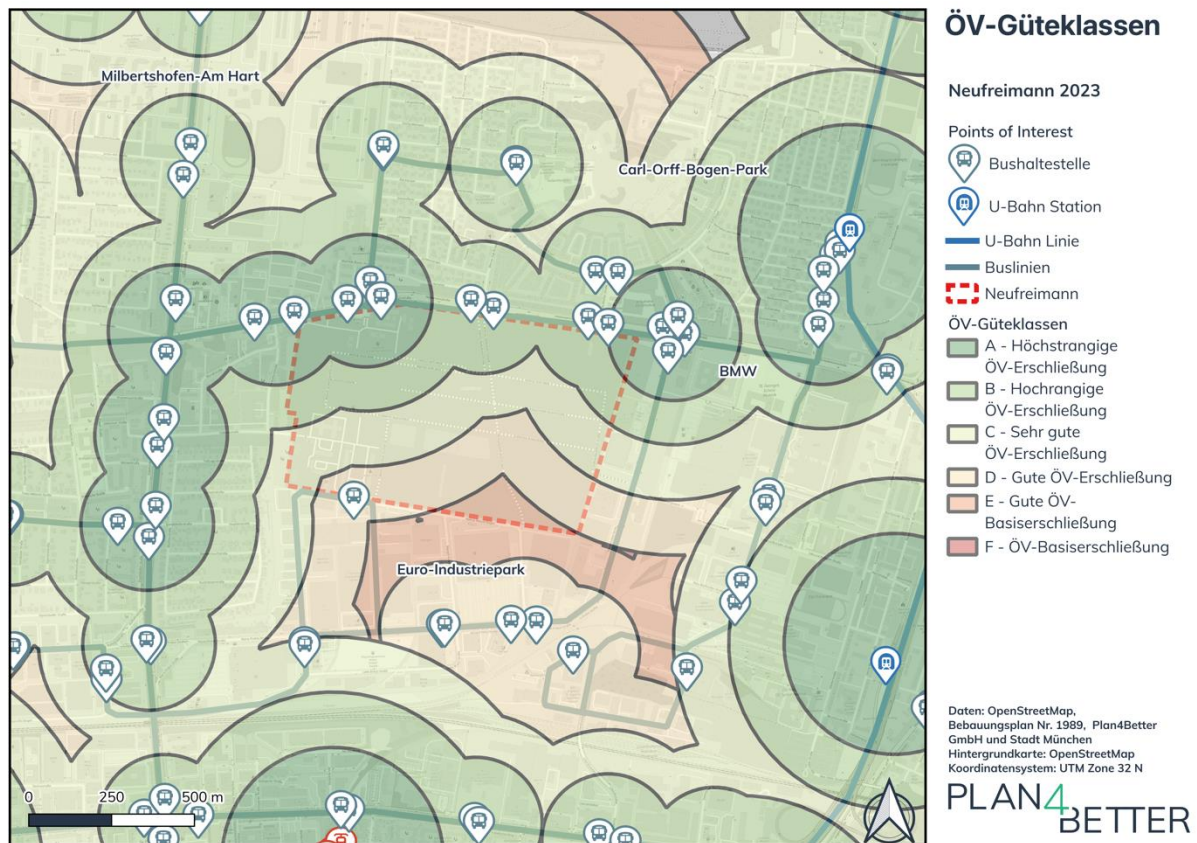 ÖV-Güteklassen
Neufreimann 2023
Points of Interest
Bushaltestelle
U-Bahn Station
U-Bahn Linie
Buslinien
Neufreimann
ÖV-Güteklassen
A - Höchstrangige
ÖV-Erschließung
B - Hochrangige
ÖV-Erschließung
C - Sehr gute
ÖV-Erschließung
D - Gute ÖV-Erschließung
E - Gute ÖV-
Basiserschließung
F - ÖV-Basiserschließung
Milbertshofen-Am Hart
Carl-Orff-Bogen-Park
BMW
Euro-Industriepark
0 250 500 m
Daten: OpenStreetMap,
Bebauungsplan Nr. 1989, Plan4Better
GmbH und Stadt München
Hintergrundkarte: OpenStreetMap
Koordinatensystem: UTM Zone 32 N
PLAN4
BETTER